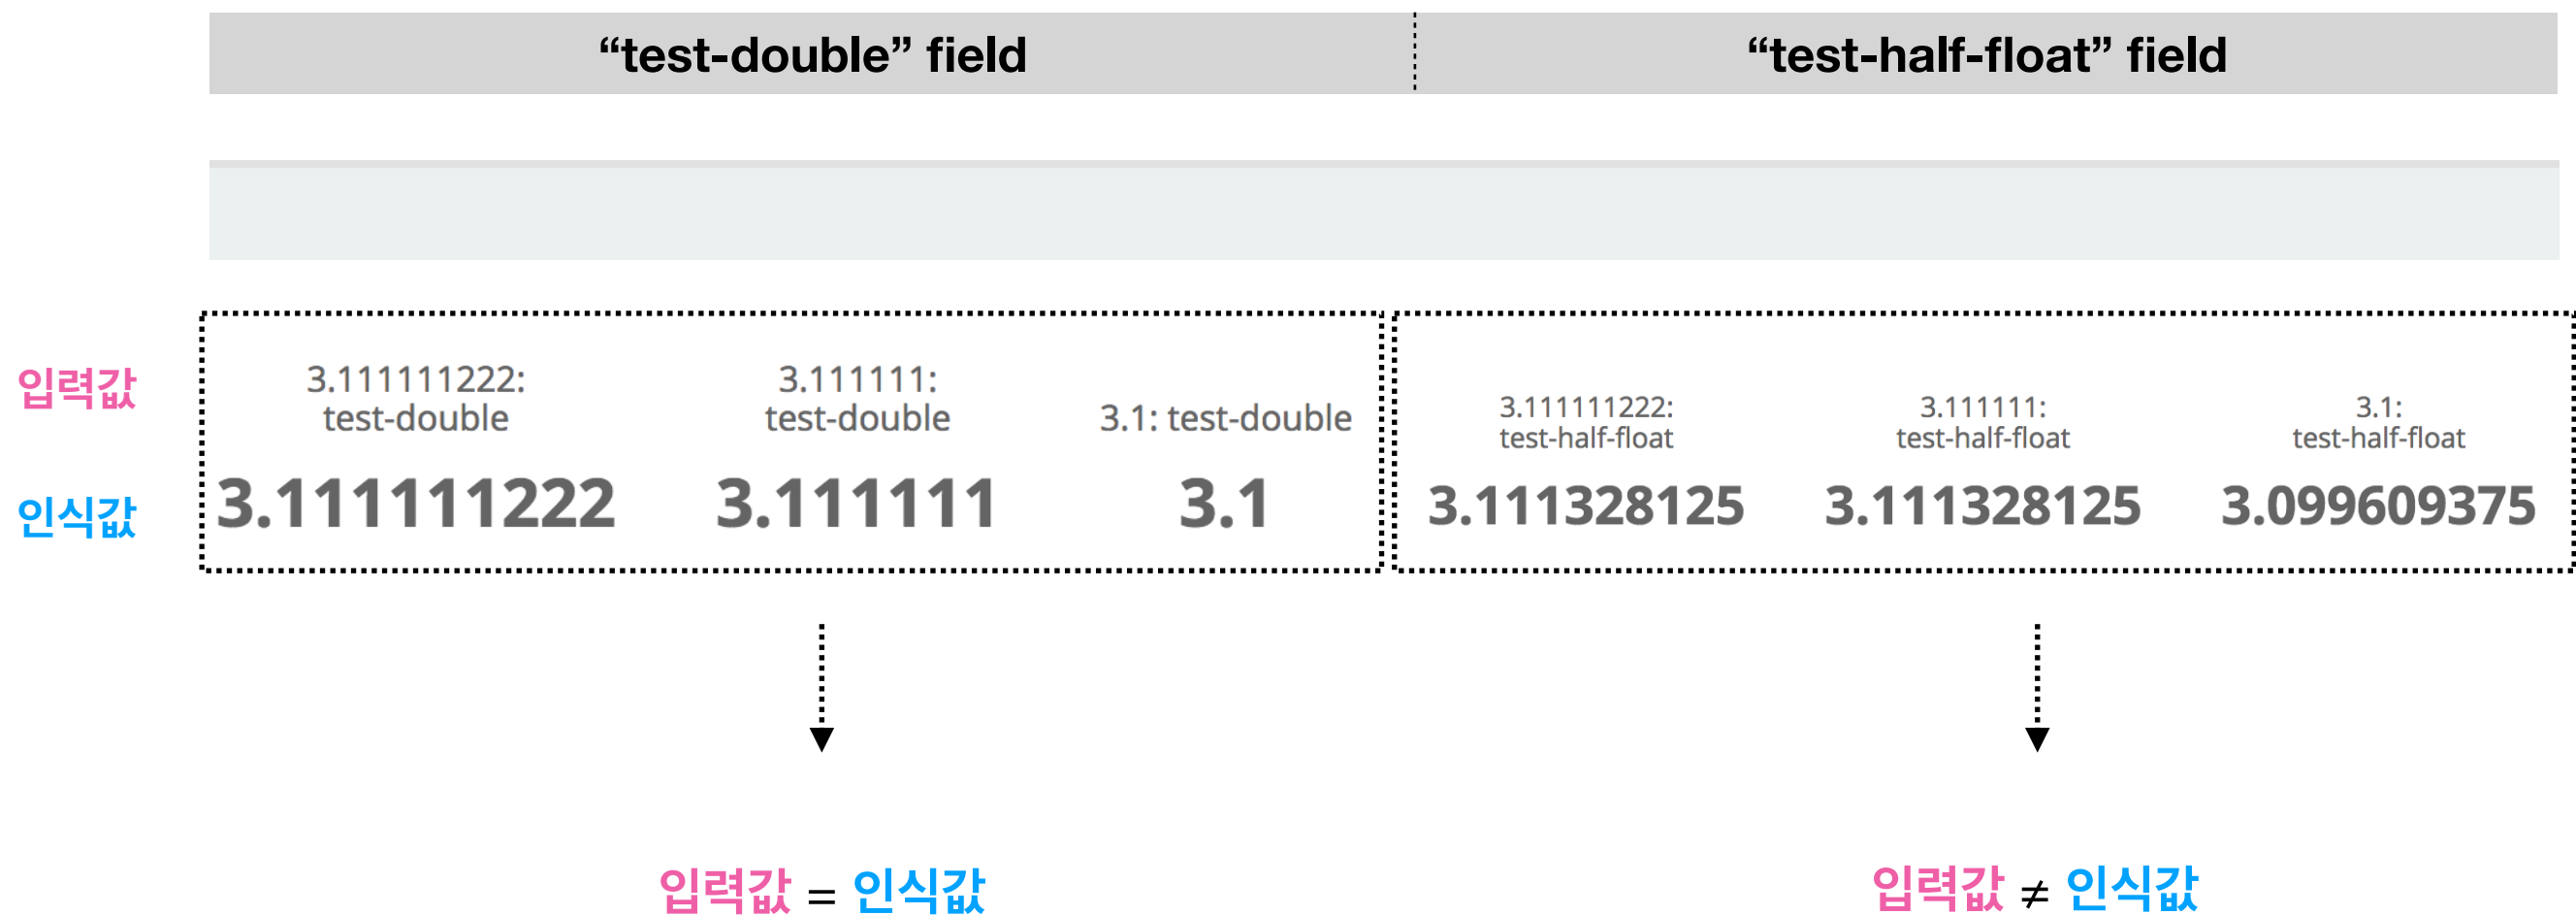 “test-double” field
“test-half-float” field
입력값
3.111111222:
test-double
3.111111:
test-double
3.1: test-double
3.111111222:
test-half-float
3.111111:
test-half-float
3.1:
test-half-float
인식값
3.111111222
3.111111
3.1
3.111328125
3.111328125
3.099609375
입력값 = 인식값
입력값 ≠ 인식값